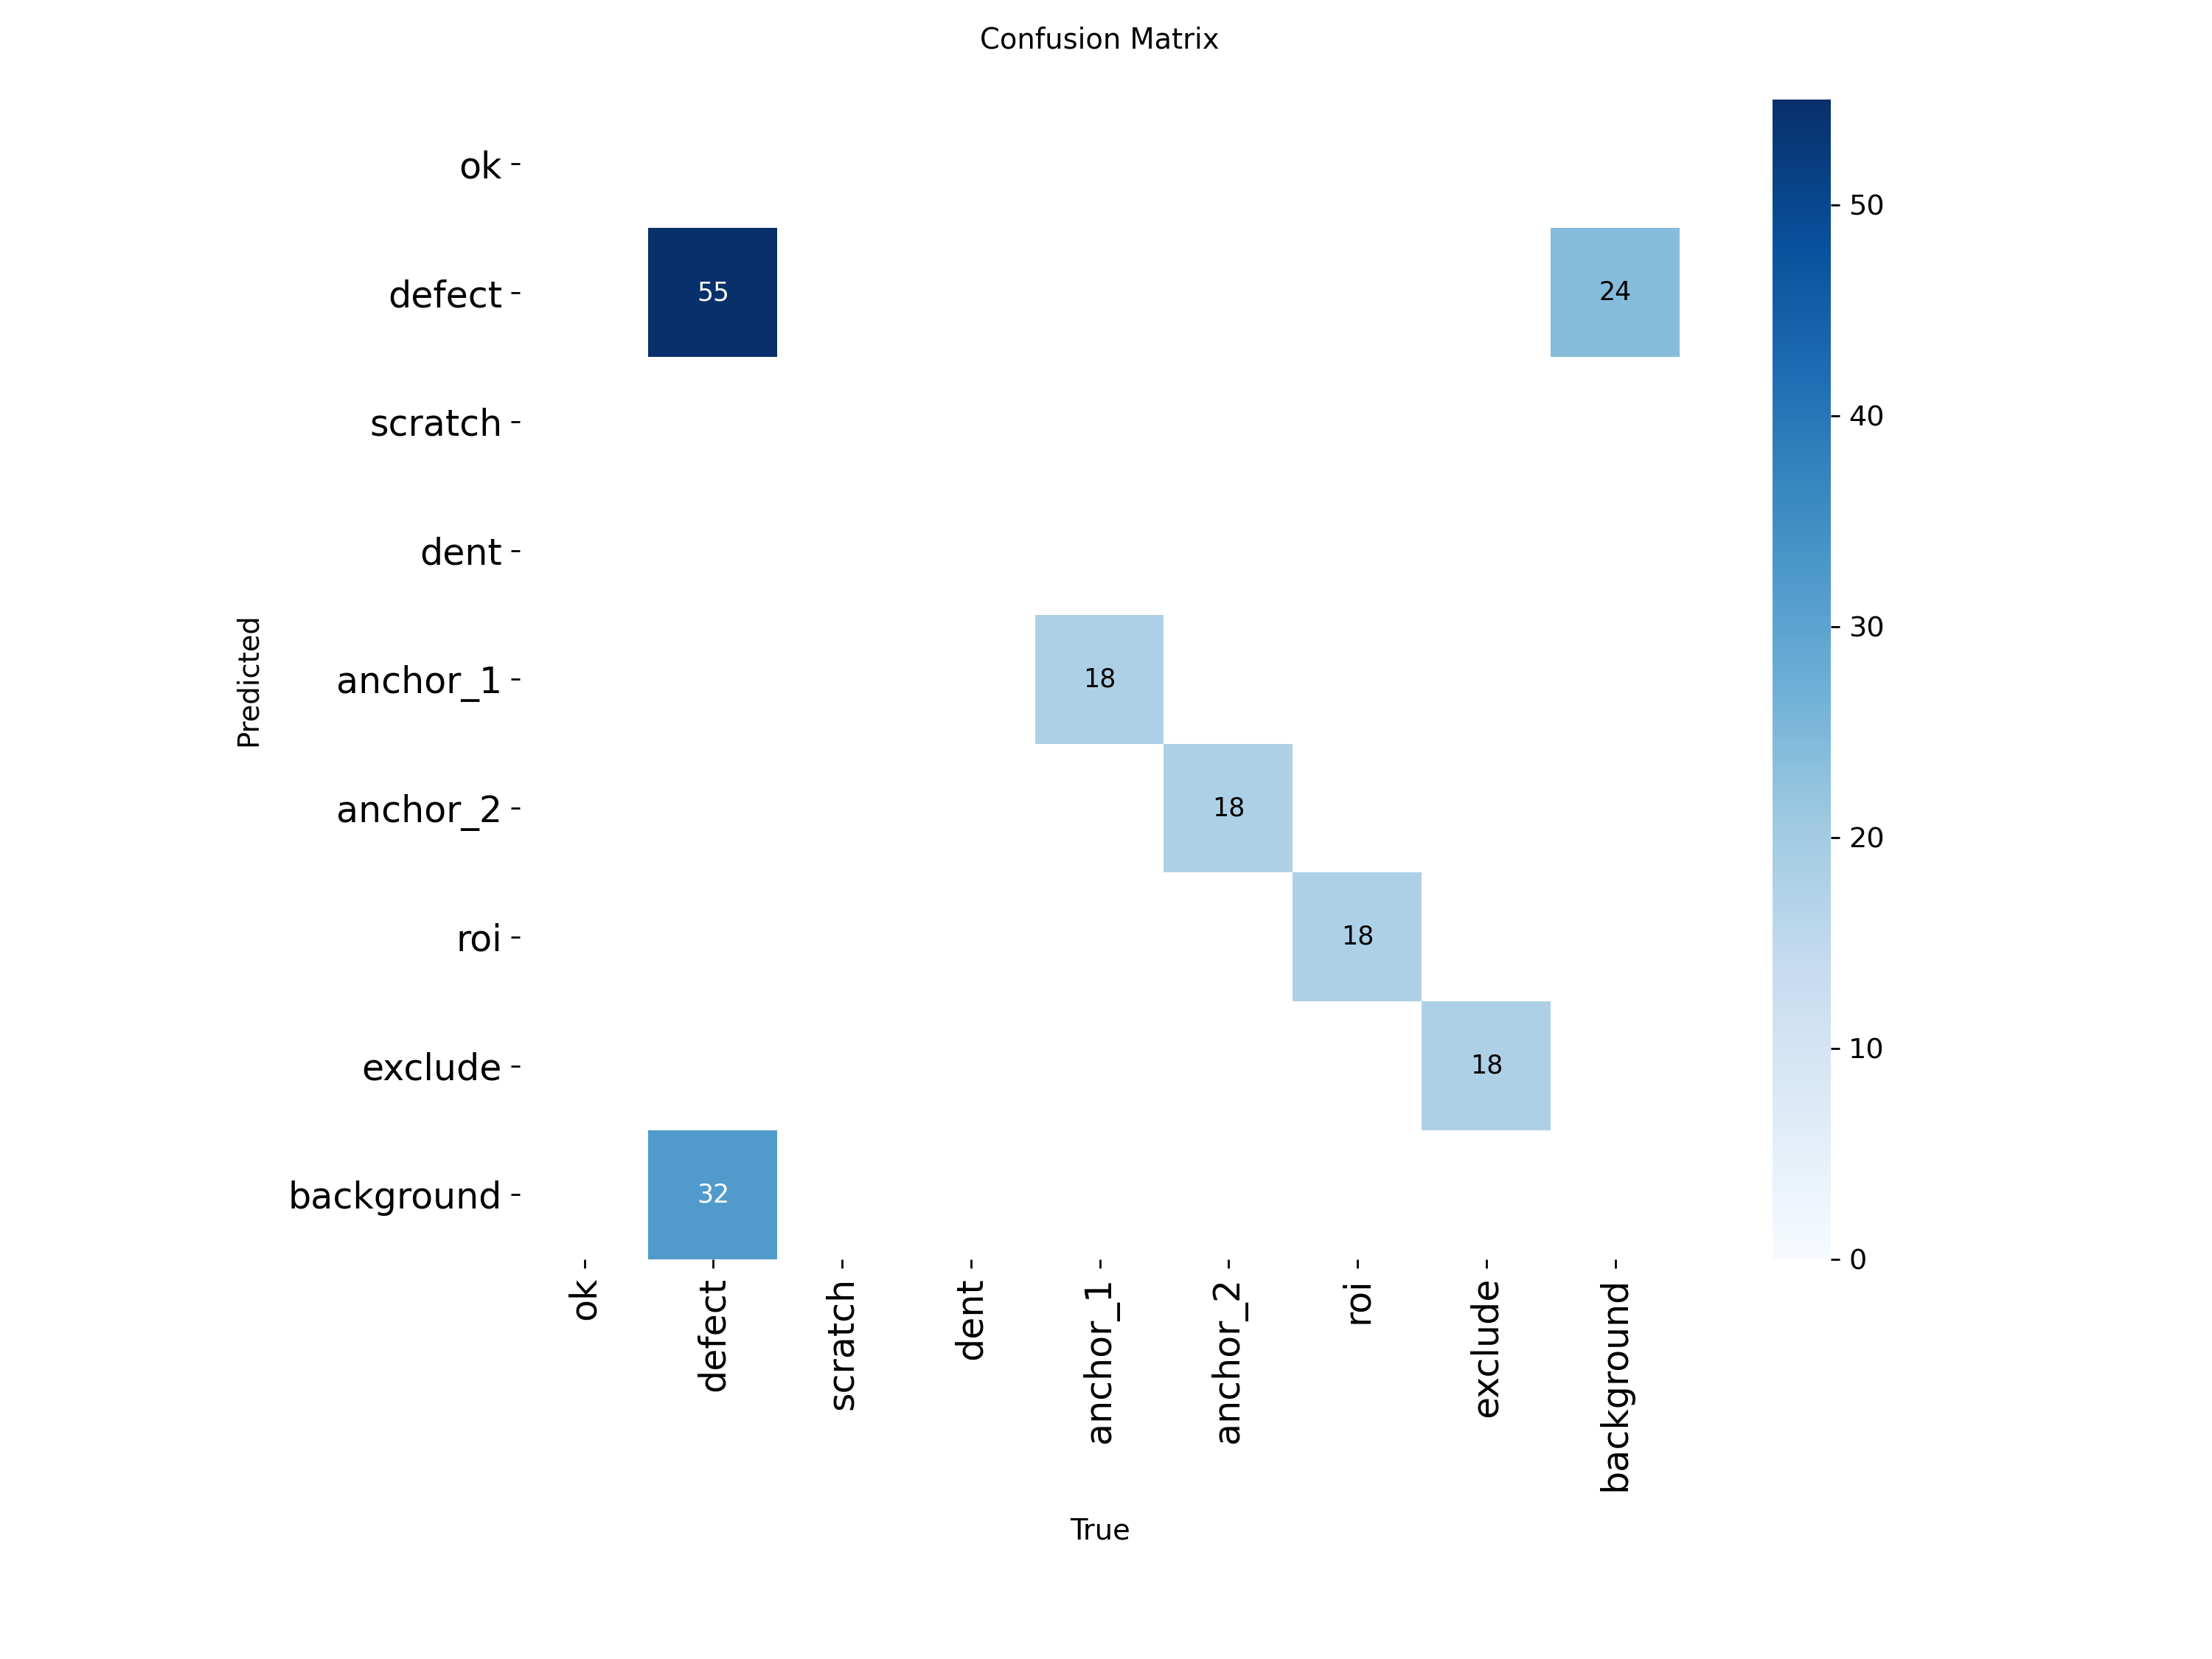 Confusion Matrix
ok
defect
scratch
dent
anchor_1
anchor_2
roi
exclude
background
Predicted
55
24
18
18
18
18
32
50
40
30
20
10
0
ok
defect
scratch
dent
anchor_1
anchor_2
roi
exclude
background
True